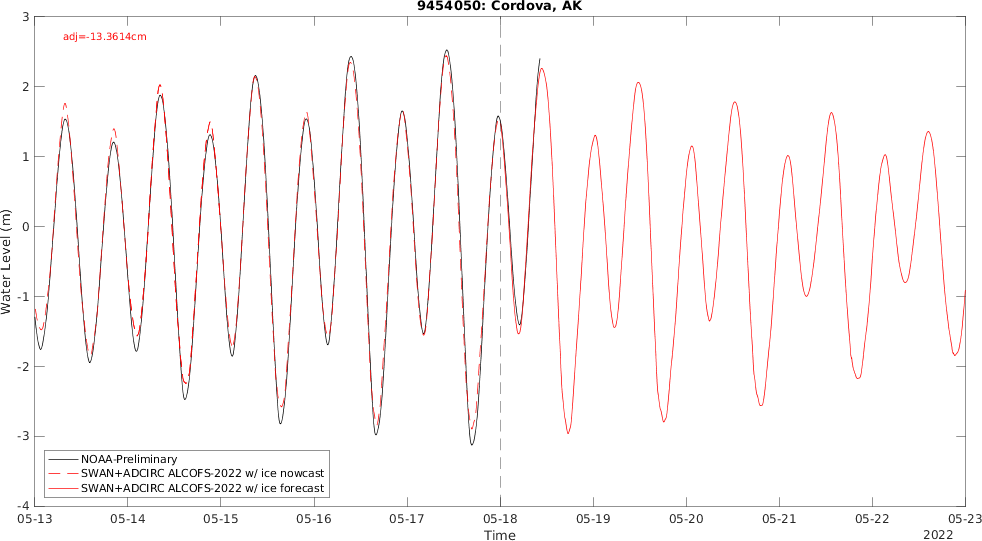 9454050: Cordova, AK
adj=-13.3614cm
3
2
1
0
-1
-2
-3
-4
Water Level (m)
NOAA-Preliminary
SWAN+ADCIRC ALCOFS-2022 w/ ice nowcast
SWAN+ADCIRC ALCOFS-2022 w/ ice forecast
05-13 05-14 05-15 05-16 05-17 05-18 05-19 05-20 05-21 05-22 05-23
Time
2022